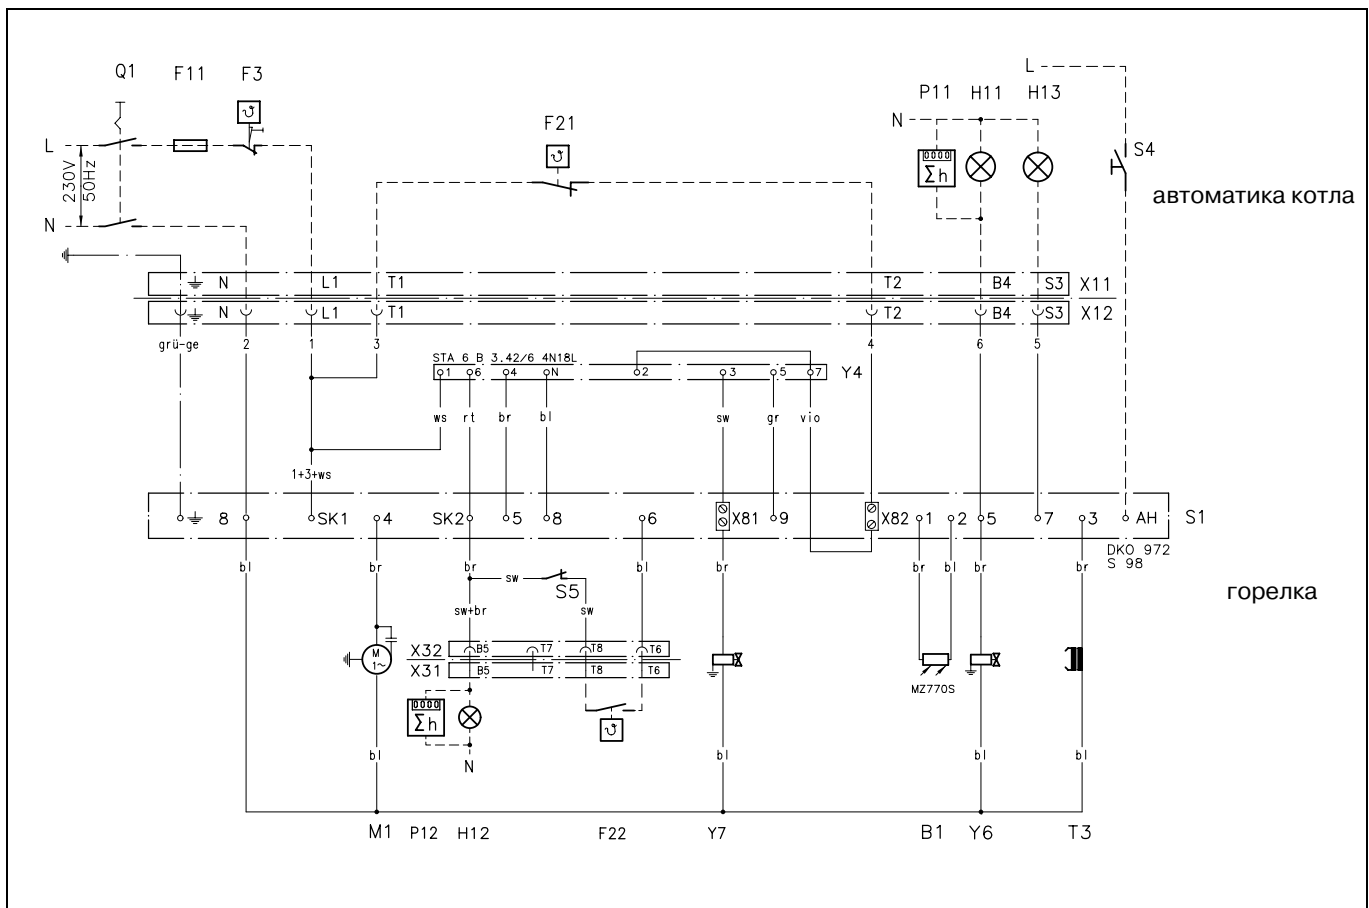 Q1 F11 F3
F21
L
P11 H11 H13
N
S4
ϑ
ϑ
0000
Σh
L
230V
50Hz
N
автоматика котла
N L1 T1 T2 B4 S3 X11
N L1 T1 T2 B4 S3 X12
grü-ge 2 1 3 4 6 5
STA 6 B 3.42/6 4N18L
1 6 4 N 2 3 5 7 Y4
ws rt br bl sw gr vio
1+3+ws
8 SK1 4 SK2 5 8 6 X81 9 X82 1 2 5 7 3 AH S1
DKO 972
S 98
bl br br bl br br bl br br
sw
S5
sw+br sw
горелка
M
1~
X32 B5 T7 T8 T6
X31 B5 T7 T8 T6
MZ770S
0000
Σh
ϑ
N
bl bl bl bl
M1 P12 H12 F22 Y7 B1 Y6 T3